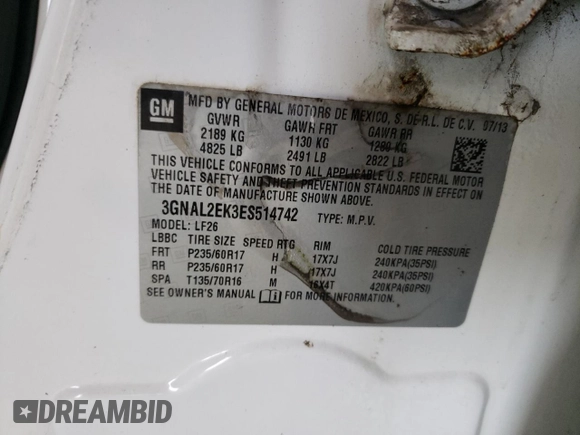 GM
MFD BY GENERAL MOTORS DE MEXICO, S. DE R.L. DE C.V. 07/13
GVWR GAWR FRT GAWR RR
2189 KG 1130 KG 1280 KG
4825 LB 2491 LB 2822 LB
THIS VEHICLE CONFORMS TO ALL APPLICABLE U.S. FEDERAL MOTOR
VEHICLE SAFETY AND THEFT PREVENTION STANDARDS IN EFFECT ON
THE DATE OF MANUFACTURE SHOWN ABOVE.
3GNAL2EK3ES514742 TYPE: M.P.V.
MODEL: LF26
LBBC TIRE SIZE SPEED RTG RIM COLD TIRE PRESSURE
FRT P235/60R17 H 17X7J 240KPA(35PSI)
RR P235/60R17 H 17X7J 240KPA(35PSI)
SPA T135/70R16 M 16X4T 420KPA(60PSI)
SEE OWNER'S MANUAL FOR MORE INFORMATION.
DREAMBID